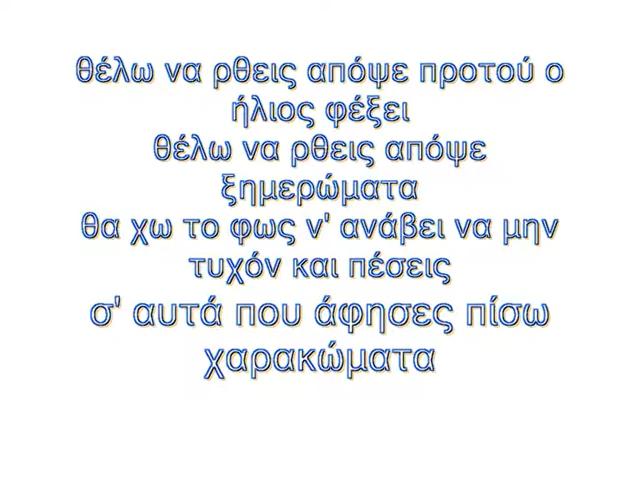 θέλω να ρθεις απόψε προτού ο
ήλιος φέξει
θέλω να ρθεις απόψε
ξημερώματα
θα χω το φως ν' ανάβει να μην
τυχόν και πέσεις
σ' αυτά που άφησες πίσω
χαρακώματα